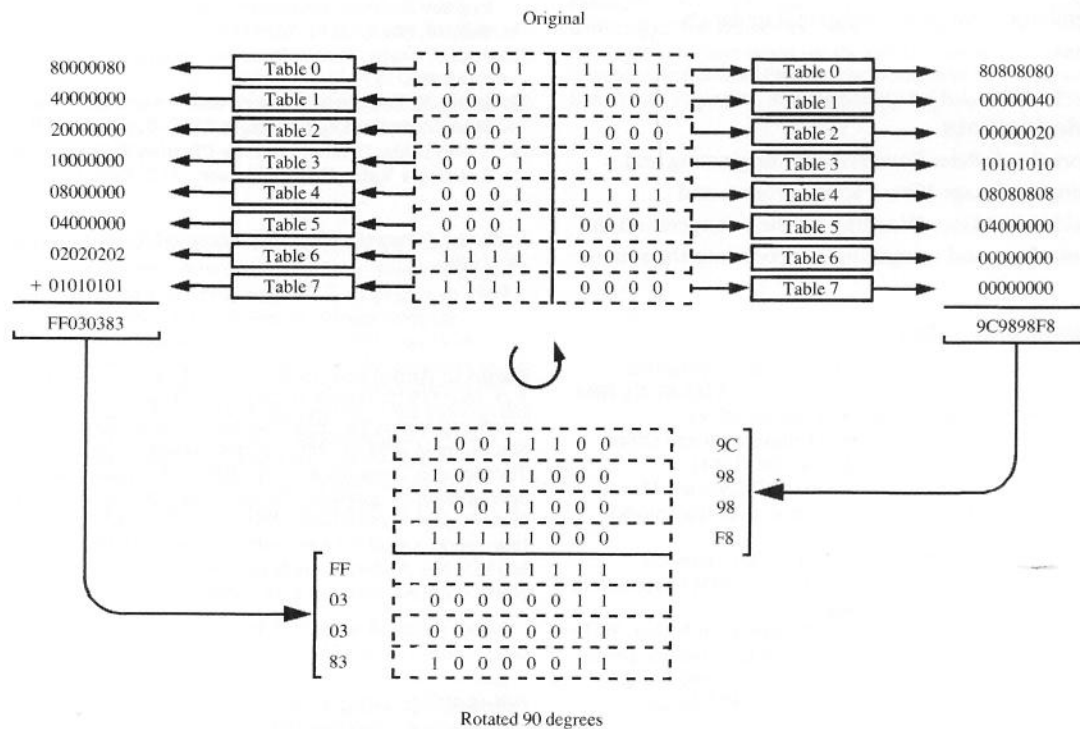 Original
80000080 Table 0 1 0 0 1 1 1 1 1 Table 0 80808080
40000000 Table 1 0 0 0 1 1 0 0 0 Table 1 00000040
20000000 Table 2 0 0 0 1 1 0 0 0 Table 2 00000020
10000000 Table 3 0 0 0 1 1 1 1 1 Table 3 10101010
08000000 Table 4 0 0 0 1 1 1 1 1 Table 4 08080808
04000000 Table 5 0 0 0 1 0 0 0 1 Table 5 04000000
02020202 Table 6 1 1 1 1 0 0 0 0 Table 6 00000000
+ 01010101 Table 7 1 1 1 1 0 0 0 0 Table 7 00000000
FF030383 9C9898F8
1 0 0 1 1 1 0 0 9C
1 0 0 1 1 0 0 0 98
1 0 0 1 1 0 0 0 98
1 1 1 1 1 0 0 0 F8
FF 1 1 1 1 1 1 1 1
03 0 0 0 0 0 0 1 1
03 0 0 0 0 0 0 1 1
83 1 0 0 0 0 0 1 1
Rotated 90 degrees